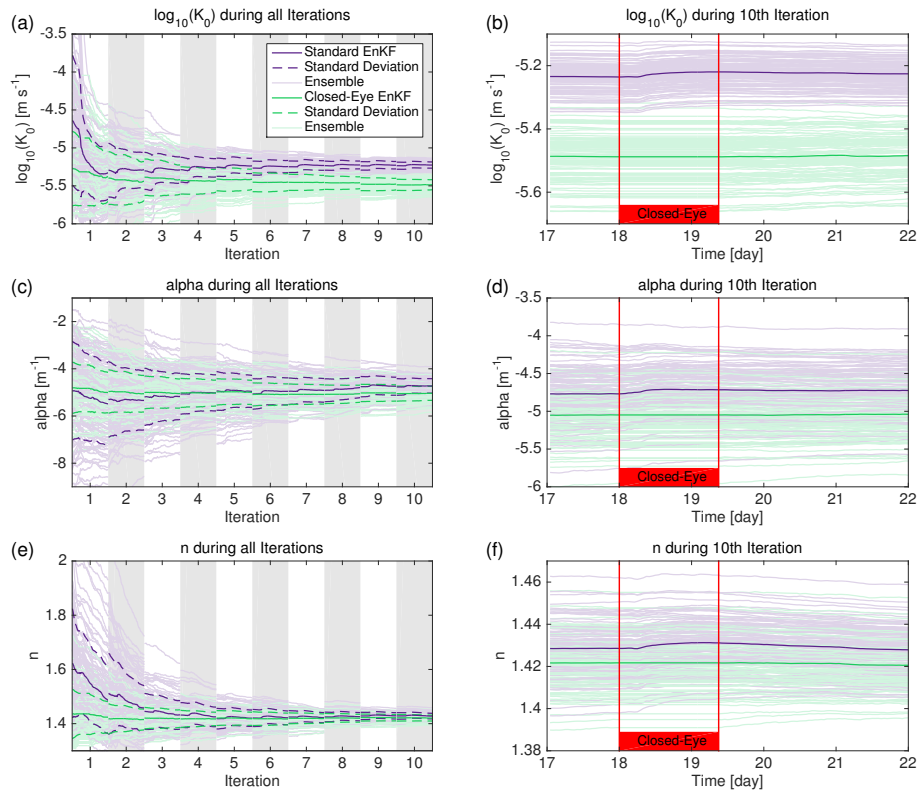 (a)
log10(K0) during all Iterations
-3.5
-4
-4.5
-5
-5.5
-6
log10(K0) [m s-1]
Standard EnKF
Standard Deviation
Ensemble
Closed-Eye EnKF
Standard Deviation
Ensemble
1 2 3 4 5 6 7 8 9 10
Iteration
(b)
log10(K0) during 10th Iteration
-5.2
-5.4
-5.6
log10(K0) [m s-1]
Closed-Eye
17 18 19 20 21 22
Time [day]
(c)
alpha during all Iterations
-2
-4
-6
-8
alpha [m-1]
1 2 3 4 5 6 7 8 9 10
Iteration
(d)
alpha during 10th Iteration
-3.5
-4
-4.5
-5
-5.5
-6
alpha [m-1]
Closed-Eye
17 18 19 20 21 22
Time [day]
(e)
n during all Iterations
2
1.8
1.6
1.4
n
1 2 3 4 5 6 7 8 9 10
Iteration
(f)
n during 10th Iteration
1.46
1.44
1.42
1.4
1.38
n
Closed-Eye
17 18 19 20 21 22
Time [day]